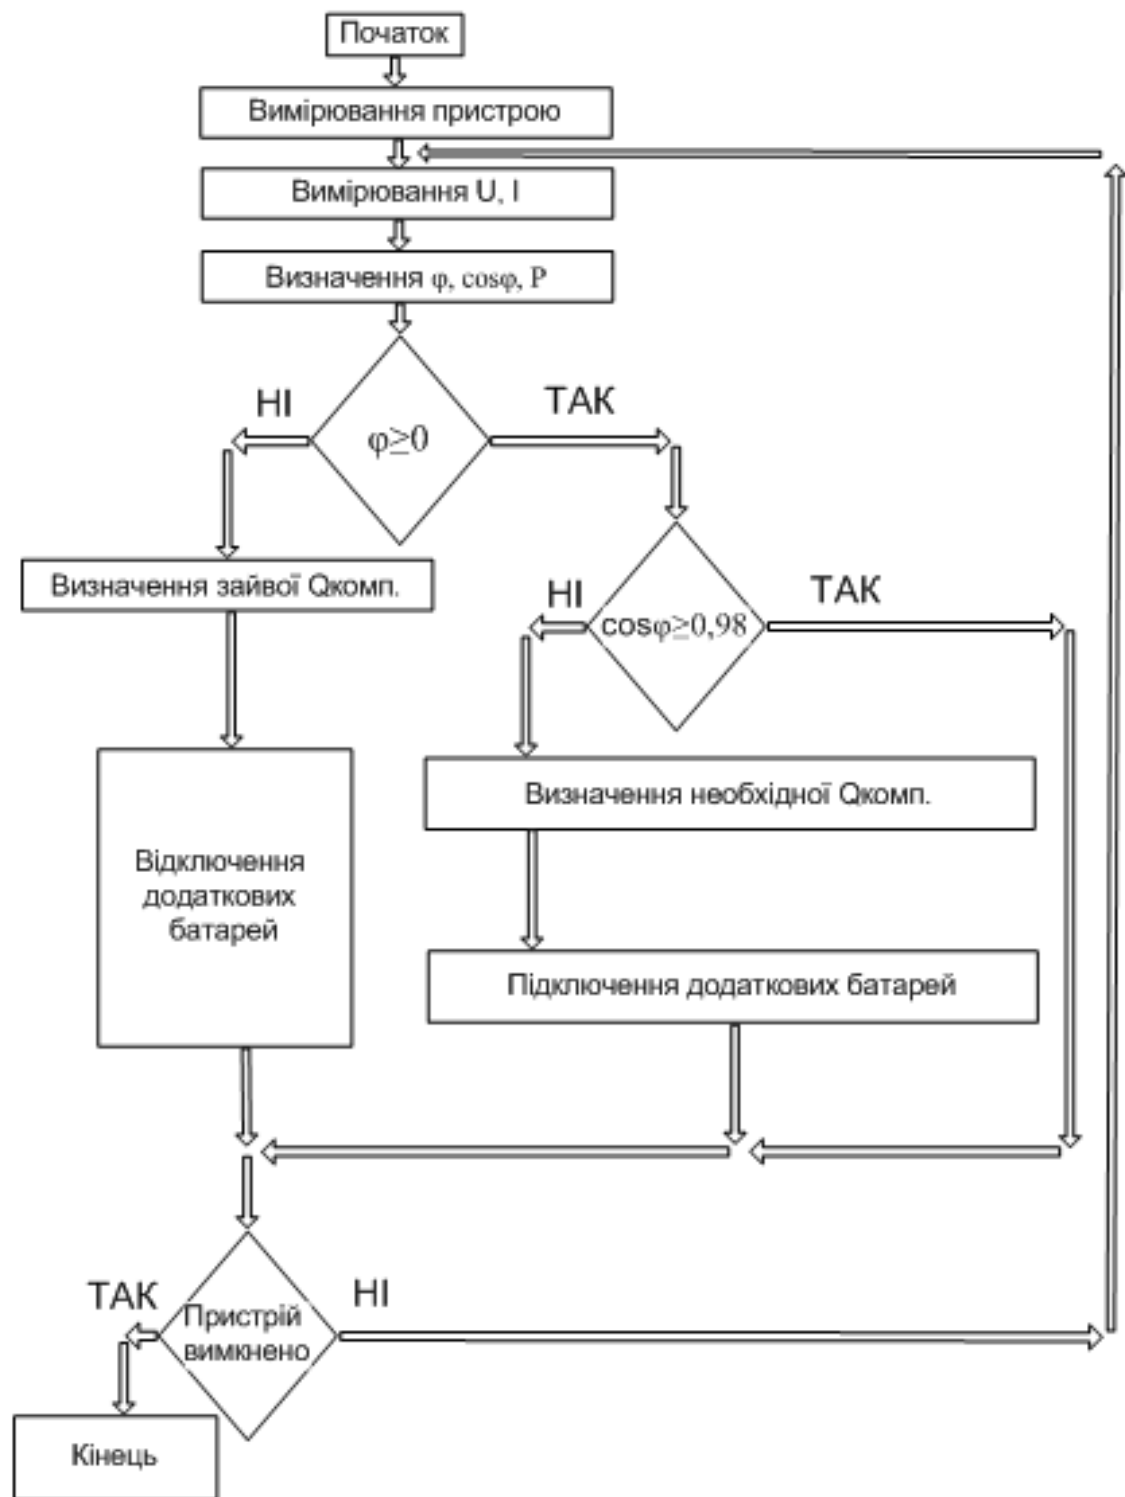 Початок
Вимірювання пристрою
Вимірювання U, I
Визначення φ, cosφ, P
НІ
ТАК
φ≥0
Визначення зайвої Qкомп.
НІ
ТАК
cosφ≥0,98
Визначення необхідної Qкомп.
Відключення
додаткових
батарей
Підключення додаткових батарей
ТАК
НІ
Пристрій
вимкнено
Кінець